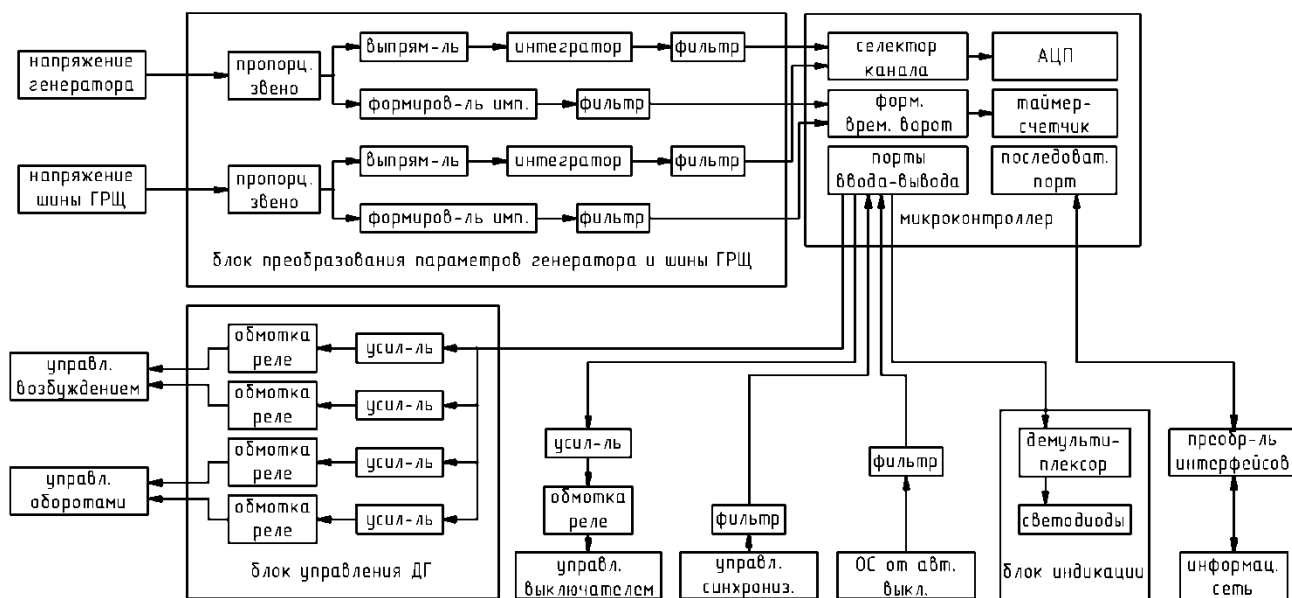 напряжение
генератора
пропорц.
звено
выпрям-ль
интегратор
фильтр
формиров-ль имп.
фильтр
напряжение
шины ГРЩ
пропорц.
звено
выпрям-ль
интегратор
фильтр
формиров-ль имп.
фильтр
блок преобразования параметров генератора и шины ГРЩ
селектор
канала
АЦП
форм.
врем. ворот
таймер-
счетчик
порты
ввода-вывода
последоват.
порт
микроконтроллер
управл.
возбуждением
управл.
оборотами
обмотка
реле
усил-ль
обмотка
реле
усил-ль
обмотка
реле
усил-ль
обмотка
реле
усил-ль
блок управления ДГ
усил-ль
обмотка
реле
управл.
выключателем
фильтр
управл.
синхрониз.
фильтр
ОС от авт.
выкл.
демульти-
плексор
светодиоды
блок индикации
преобр-ль
интерфейсов
информац.
сеть